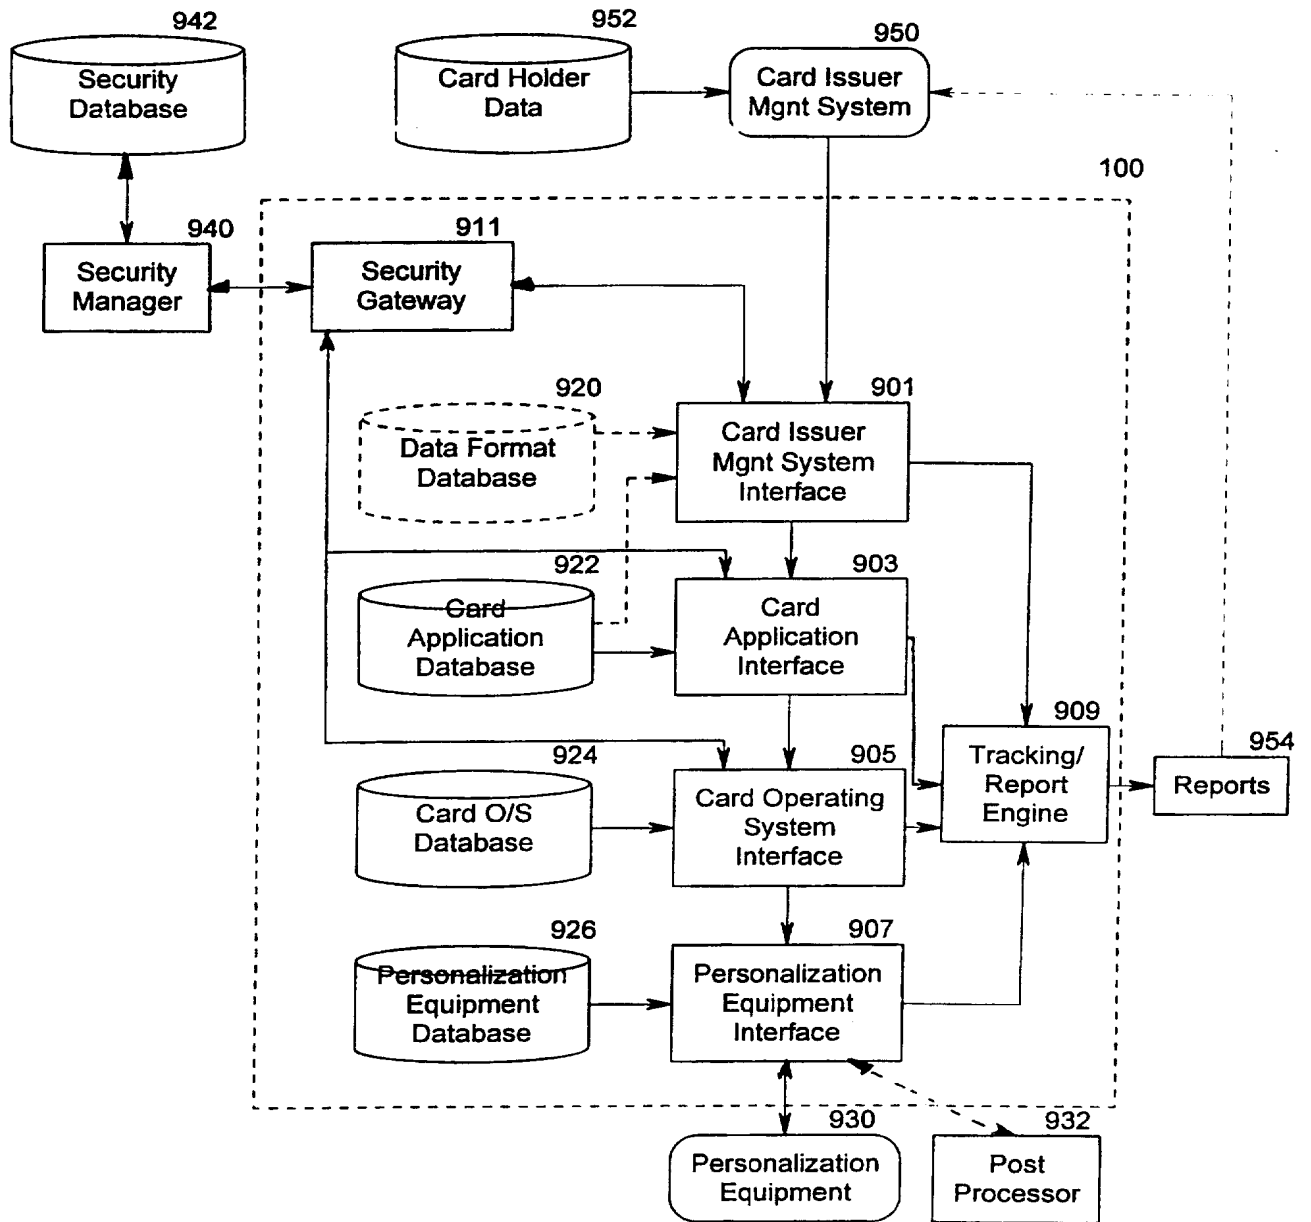 942
Security
Database
952
Card Holder
Data
950
Card Issuer
Mgnt System
100
940
Security
Manager
911
Security
Gateway
920
Data Format
Database
901
Card Issuer
Mgnt System
Interface
922
Card
Application
Database
903
Card
Application
Interface
924
Card O/S
Database
905
Card Operating
System
Interface
909
Tracking/
Report
Engine
954
Reports
926
Personalization
Equipment
Database
907
Personalization
Equipment
Interface
930
Personalization
Equipment
932
Post
Processor